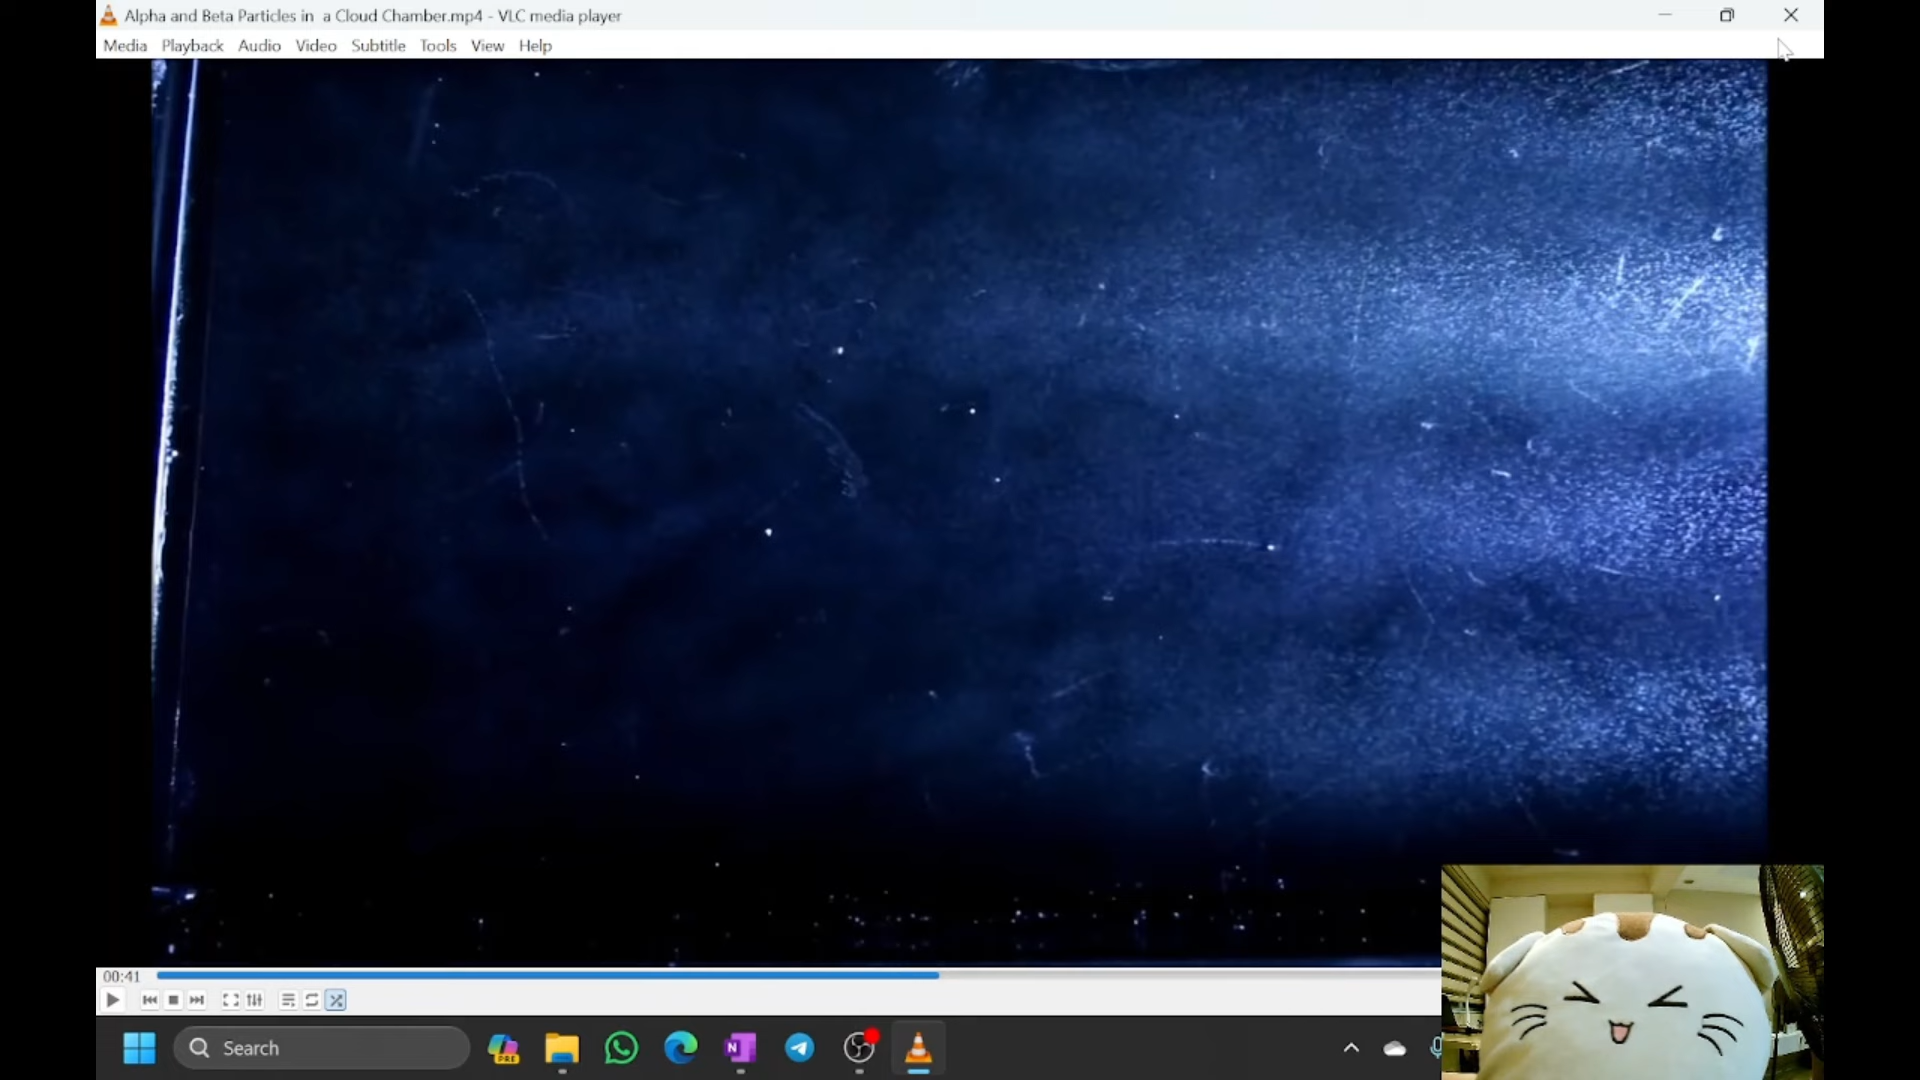 Alpha and Beta Particles in  a Cloud Chamber.mp4 - VLC media player
Media Playback Audio Video Subtitle Tools View Help
00:41
Search
PRE
N